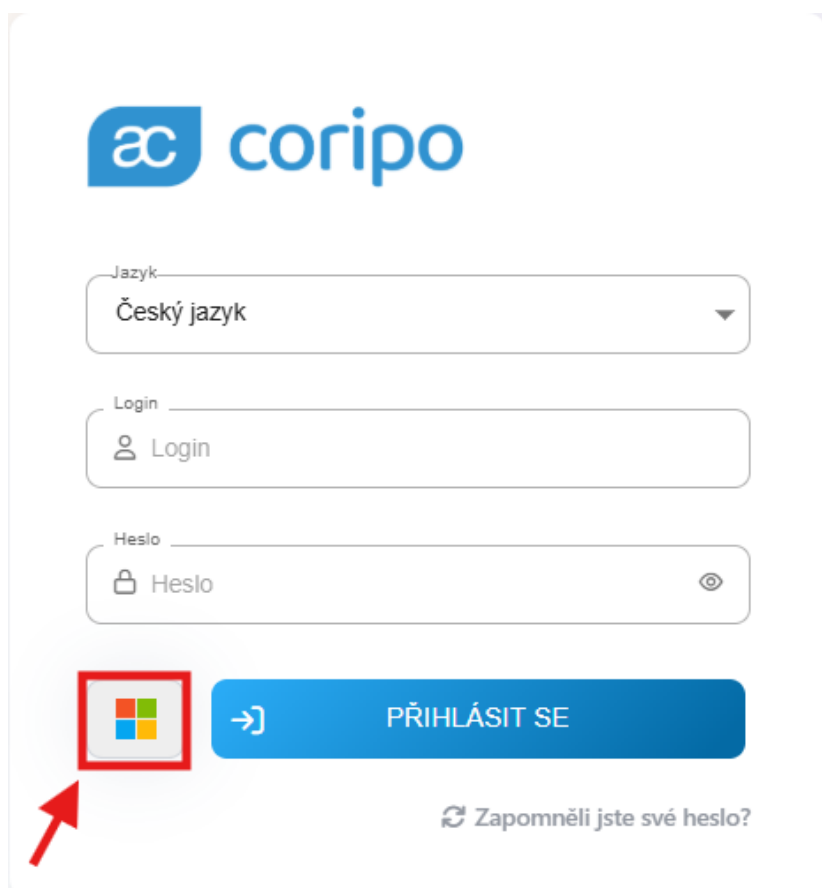 ac coripo
Jazyk
Český jazyk
Login
Login
Heslo
Heslo
PŘIHLÁSIT SE
Zapomněli jste své heslo?